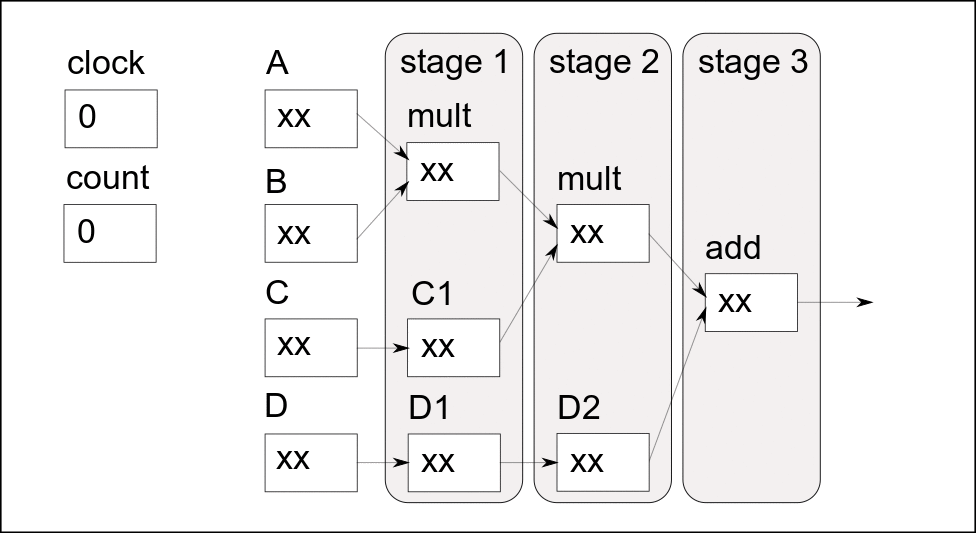 clock
0
count
0
A
xx
B
xx
C
xx
D
xx
stage 1
mult
xx
C1
xx
D1
xx
stage 2
mult
xx
D2
xx
stage 3
add
xx